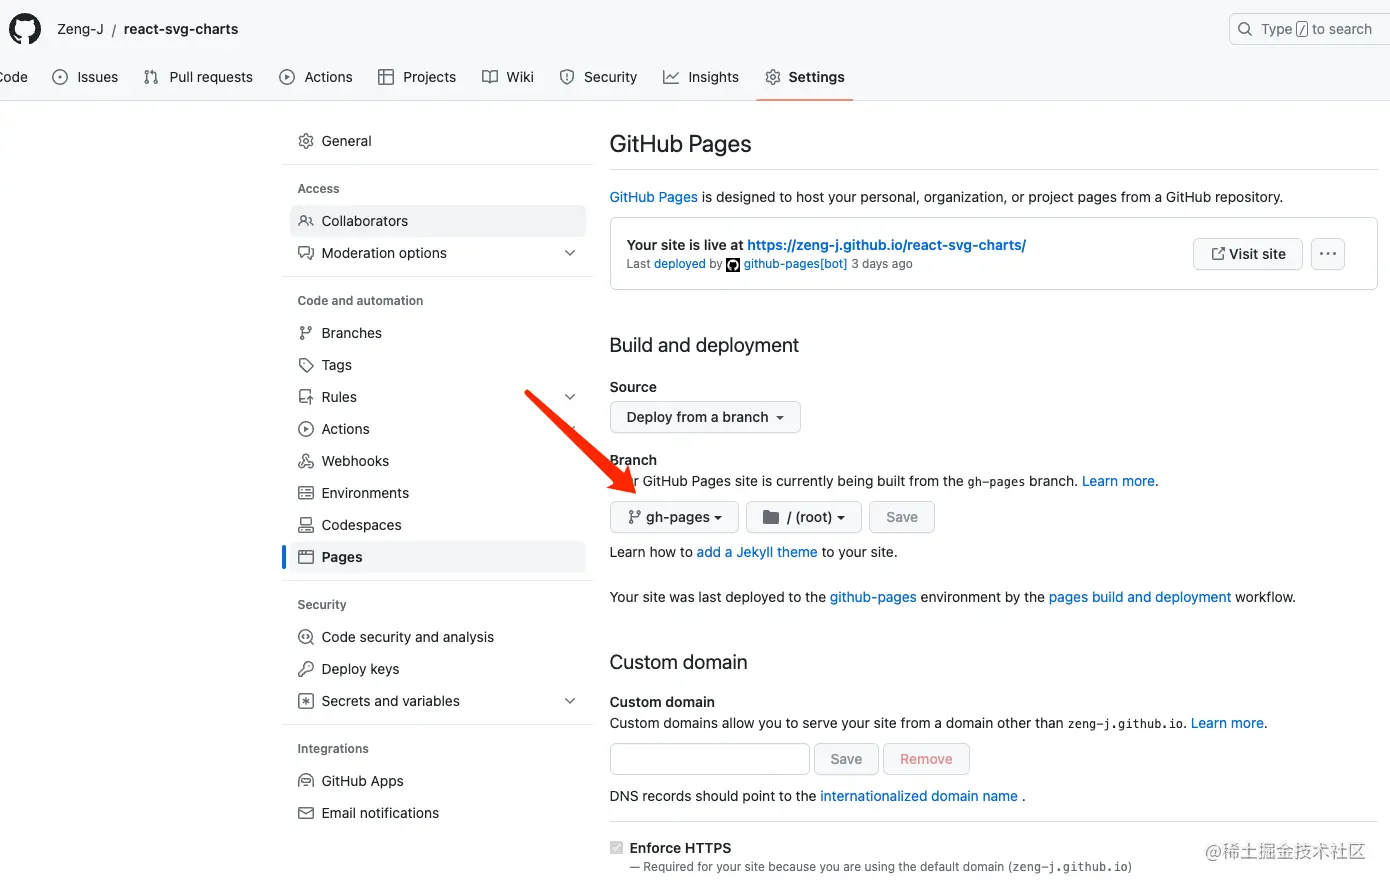 Zeng-J / react-svg-charts
Type / to search
Code Issues Pull requests Actions Projects Wiki Security Insights Settings
General
Access
Collaborators
Moderation options
Code and automation
Branches
Tags
Rules
Actions
Webhooks
Environments
Codespaces
Pages
Security
Code security and analysis
Deploy keys
Secrets and variables
Integrations
GitHub Apps
Email notifications
GitHub Pages
GitHub Pages is designed to host your personal, organization, or project pages from a GitHub repository.
Your site is live at https://zeng-j.github.io/react-svg-charts/
Last deployed by github-pages[bot] 3 days ago
Visit site
Build and deployment
Source
Deploy from a branch
Branch
GitHub Pages site is currently being built from the gh-pages branch. Learn more.
gh-pages / (root) Save
Learn how to add a Jekyll theme to your site.
Your site was last deployed to the github-pages environment by the pages build and deployment workflow.
Custom domain
Custom domain
Custom domains allow you to serve your site from a domain other than zeng-j.github.io. Learn more.
Save Remove
DNS records should point to the internationalized domain name .
Enforce HTTPS
— Required for your site because you are using the default domain (zeng-j.github.io)
@稀土掘金技术社区